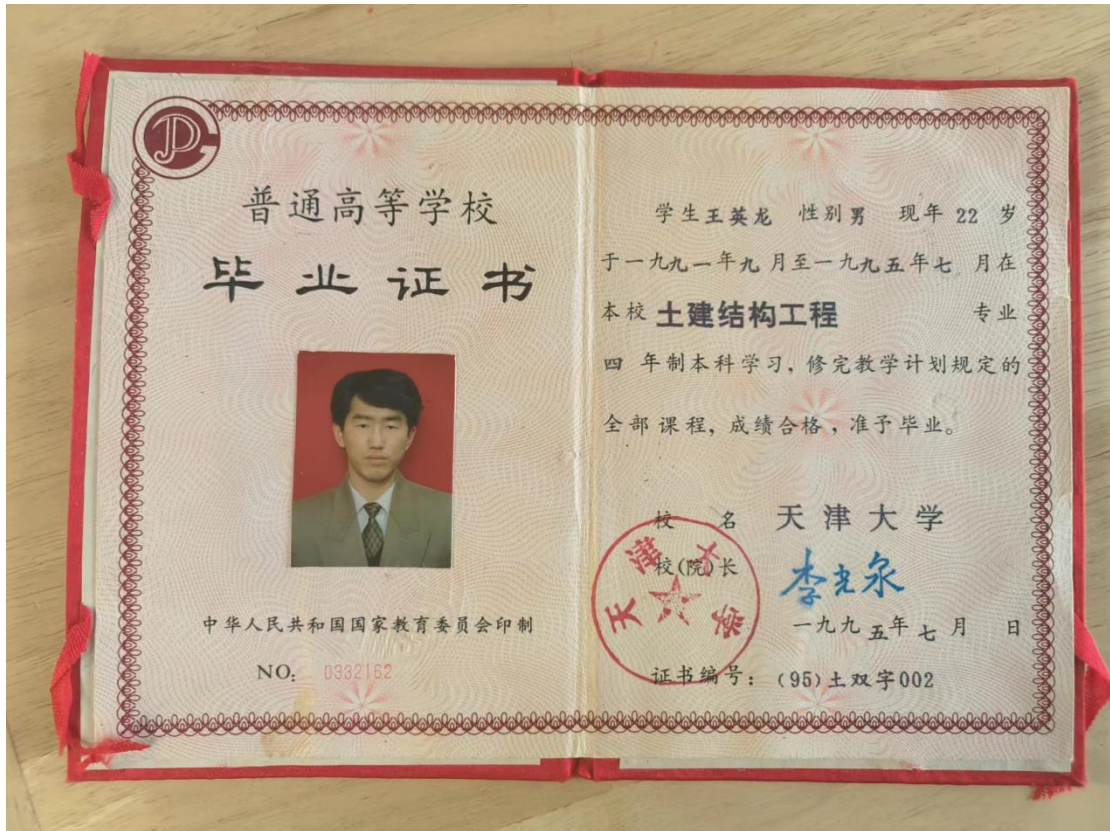 普通高等学校
毕业证书
中华人民共和国国家教育委员会印制
NO: 0332162
学生王英龙 性别男 现年 22 岁
于一九九一年九月至一九九五年七 月在
本校 土建结构工程 专业
四 年制本科学习, 修完教学计划规定的
全部课程, 成绩合格, 准予毕业。
校 名 天津大学
校(院)长 李光泉
天津大学
一九九五年七月 日
证书编号: (95)土双字002